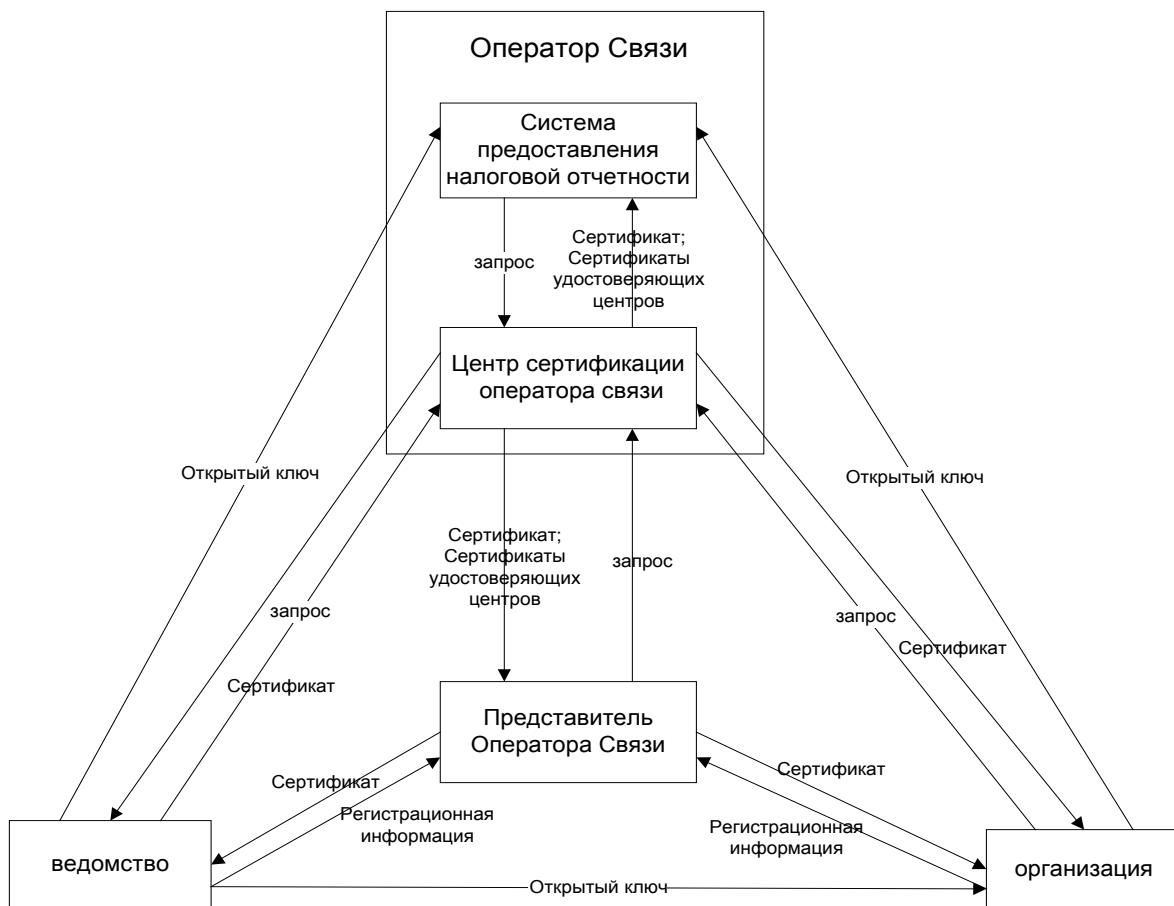 Оператор Связи
Система
предоставления
налоговой отчетности
запрос
Сертификат;
Сертификаты
удостоверяющих
центров
Центр сертификации
оператора связи
Открытый ключ
Открытый ключ
Сертификат;
Сертификаты
удостоверяющих
центров
запрос
запрос
запрос
Сертификат
Сертификат
Представитель
Оператора Связи
Сертификат
Сертификат
Регистрационная
информация
Регистрационная
информация
ведомство
организация
Открытый ключ